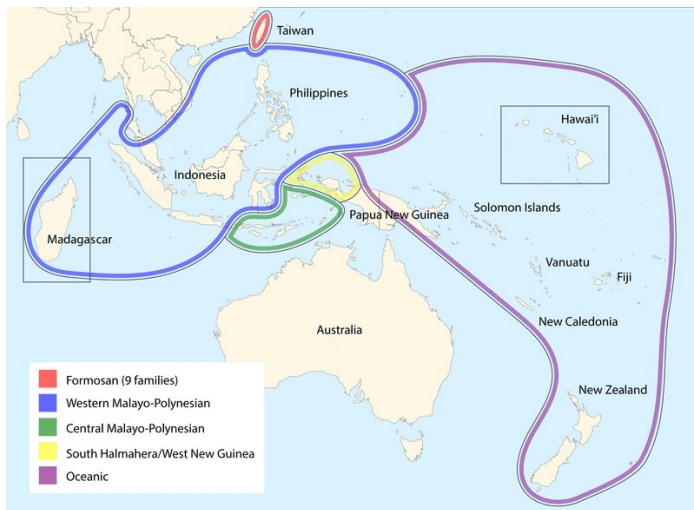 Taiwan
Philippines
Hawai'i
Indonesia
Papua New Guinea
Solomon Islands
Madagascar
Vanuatu
Fiji
New Caledonia
Australia
New Zealand
Formosan (9 families)
Western Malayo-Polynesian
Central Malayo-Polynesian
South Halmahera/West New Guinea
Oceanic